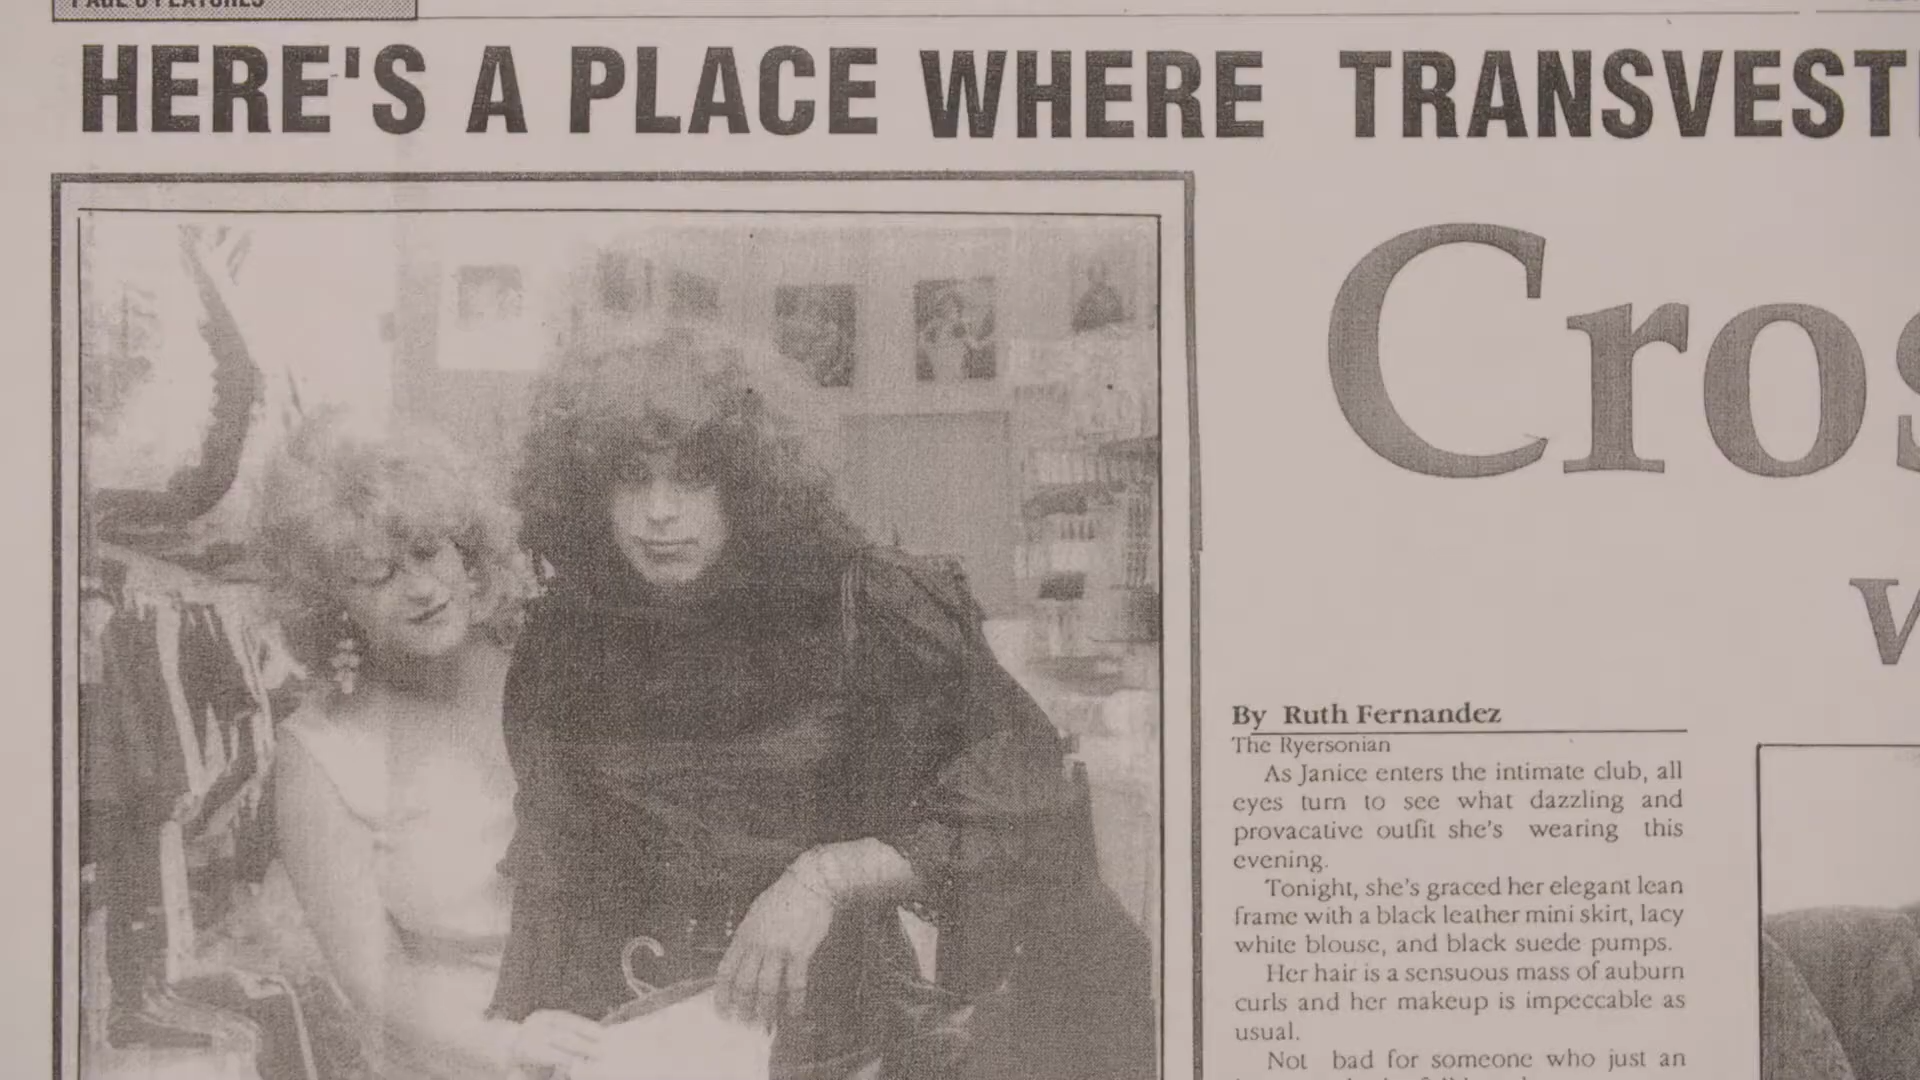 PAGE 8 FEATURES
HERE'S A PLACE WHERE TRANSVEST
Cros
w
By Ruth Fernandez
The Ryersonian
As Janice enters the intimate club, all
eyes turn to see what dazzling and
provacative outfit she's wearing this
evening.
Tonight, she's graced her elegant lean
frame with a black leather mini skirt, lacy
white blouse, and black suede pumps.
Her hair is a sensuous mass of auburn
curls and her makeup is impeccable as
usual.
Not bad for someone who just an